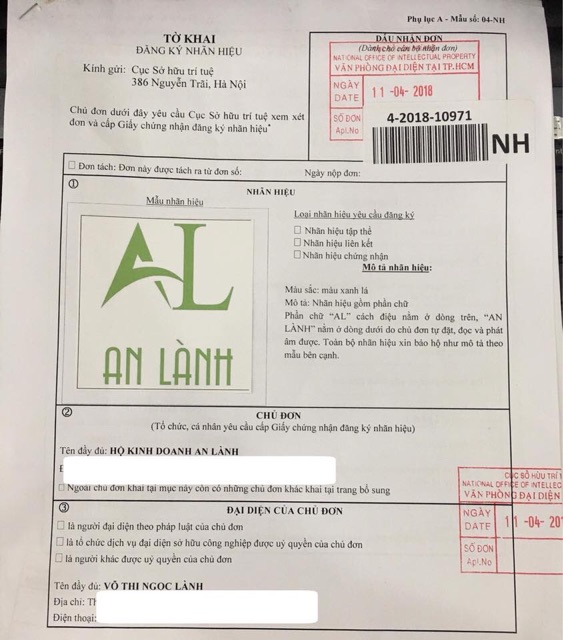 Phụ lục A - Mẫu số: 04-NH
TỜ KHAI
ĐĂNG KÝ NHÃN HIỆU
Kính gửi: Cục Sở hữu trí tuệ
386 Nguyễn Trãi, Hà Nội
Chủ đơn dưới đây yêu cầu Cục Sở hữu trí tuệ xem xét
đơn và cấp Giấy chứng nhận đăng ký nhãn hiệu*
DẤU NHẬN ĐƠN
(Dành cho cán bộ nhận đơn)
NATIONAL OFFICE OF INTELLECTUAL PROPERTY
VĂN PHÒNG ĐẠI DIỆN TẠI TP.HCM
NGÀY
DATE
11-04-2018
SỐ ĐƠN
Apl.No
4-2018-10971
NH
☐ Đơn tách: Đơn này được tách ra từ đơn số: Ngày nộp đơn:
① NHÃN HIỆU
Mẫu nhãn hiệu
AL
AN LÀNH
Loại nhãn hiệu yêu cầu đăng ký
☐ Nhãn hiệu tập thể
☐ Nhãn hiệu liên kết
☐ Nhãn hiệu chứng nhận
Mô tả nhãn hiệu:
Màu sắc: màu xanh lá
Mô tả: Nhãn hiệu gồm phần chữ
Phần chữ “AL” cách điệu nằm ở dòng trên, “AN
LÀNH” nằm ở dòng dưới do chủ đơn tự đặt, đọc và phát
âm được. Toàn bộ nhãn hiệu xin bảo hộ như mô tả theo
mẫu bên cạnh.
② CHỦ ĐƠN
(Tổ chức, cá nhân yêu cầu cấp Giấy chứng nhận đăng ký nhãn hiệu)
Tên đầy đủ: HỘ KINH DOANH AN LÀNH
☐ Ngoài chủ đơn khai tại mục này còn có những chủ đơn khác khai tại trang bổ sung
CỤC SỞ HỮU TRÍ
NATIONAL OFFICE OF INTELLEC
VĂN PHÒNG ĐẠI DIỆN
NGÀY
DATE
11-04-20
SỐ ĐƠN
Apl.No
③ ĐẠI DIỆN CỦA CHỦ ĐƠN
☐ là người đại diện theo pháp luật của chủ đơn
☐ là tổ chức dịch vụ đại diện sở hữu công nghiệp được uỷ quyền của chủ đơn
☐ là người khác được uỷ quyền của chủ đơn
Tên đầy đủ: VÕ THỊ NGỌC LÀNH
Địa chỉ: Th
Điện thoại: